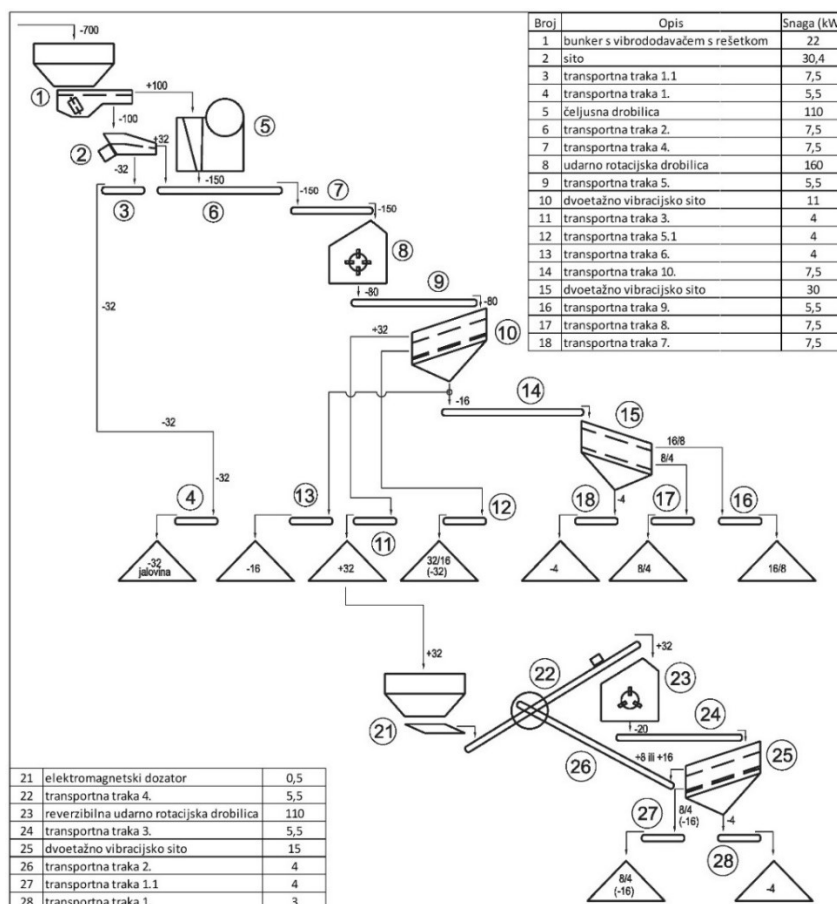 Broj Opis Snaga (kW
1 bunker s vibrododavačem s rešetkom 22
2 sito 30,4
3 transportna traka 1.1 7,5
4 transportna traka 1. 5,5
5 čeljusna drobilica 110
6 transportna traka 2. 7,5
7 transportna traka 4. 7,5
8 udarno rotacijska drobilica 160
9 transportna traka 5. 5,5
10 dvoetažno vibracijsko sito 11
11 transportna traka 3. 4
12 transportna traka 5.1 4
13 transportna traka 6. 4
14 transportna traka 10. 7,5
15 dvoetažno vibracijsko sito 30
16 transportna traka 9. 5,5
17 transportna traka 8. 7,5
18 transportna traka 7. 7,5
-700
+100
1
-100
5
2
+32
-32
-150
3
6
-150
7
-150
8
-80
9
-80
-32
+32
10
-16
14
15
16/8
8/4
-4
-32
-32
4
13
11
12
18
17
16
-32
jalovina
-16
+32
32/16
(-32)
-4
8/4
16/8
+32
21
22
+32
23
-20
24
+8 ili +16
25
26
8/4
(-16)
-4
27
28
8/4
(-16)
-4
21 elektromagnetski dozator 0,5
22 transportna traka 4. 5,5
23 reverzibilna udarno rotacijska drobilica 110
24 transportna traka 3. 5,5
25 dvoetažno vibracijsko sito 15
26 transportna traka 2. 4
27 transportna traka 1.1 4
28 transportna traka 1 3